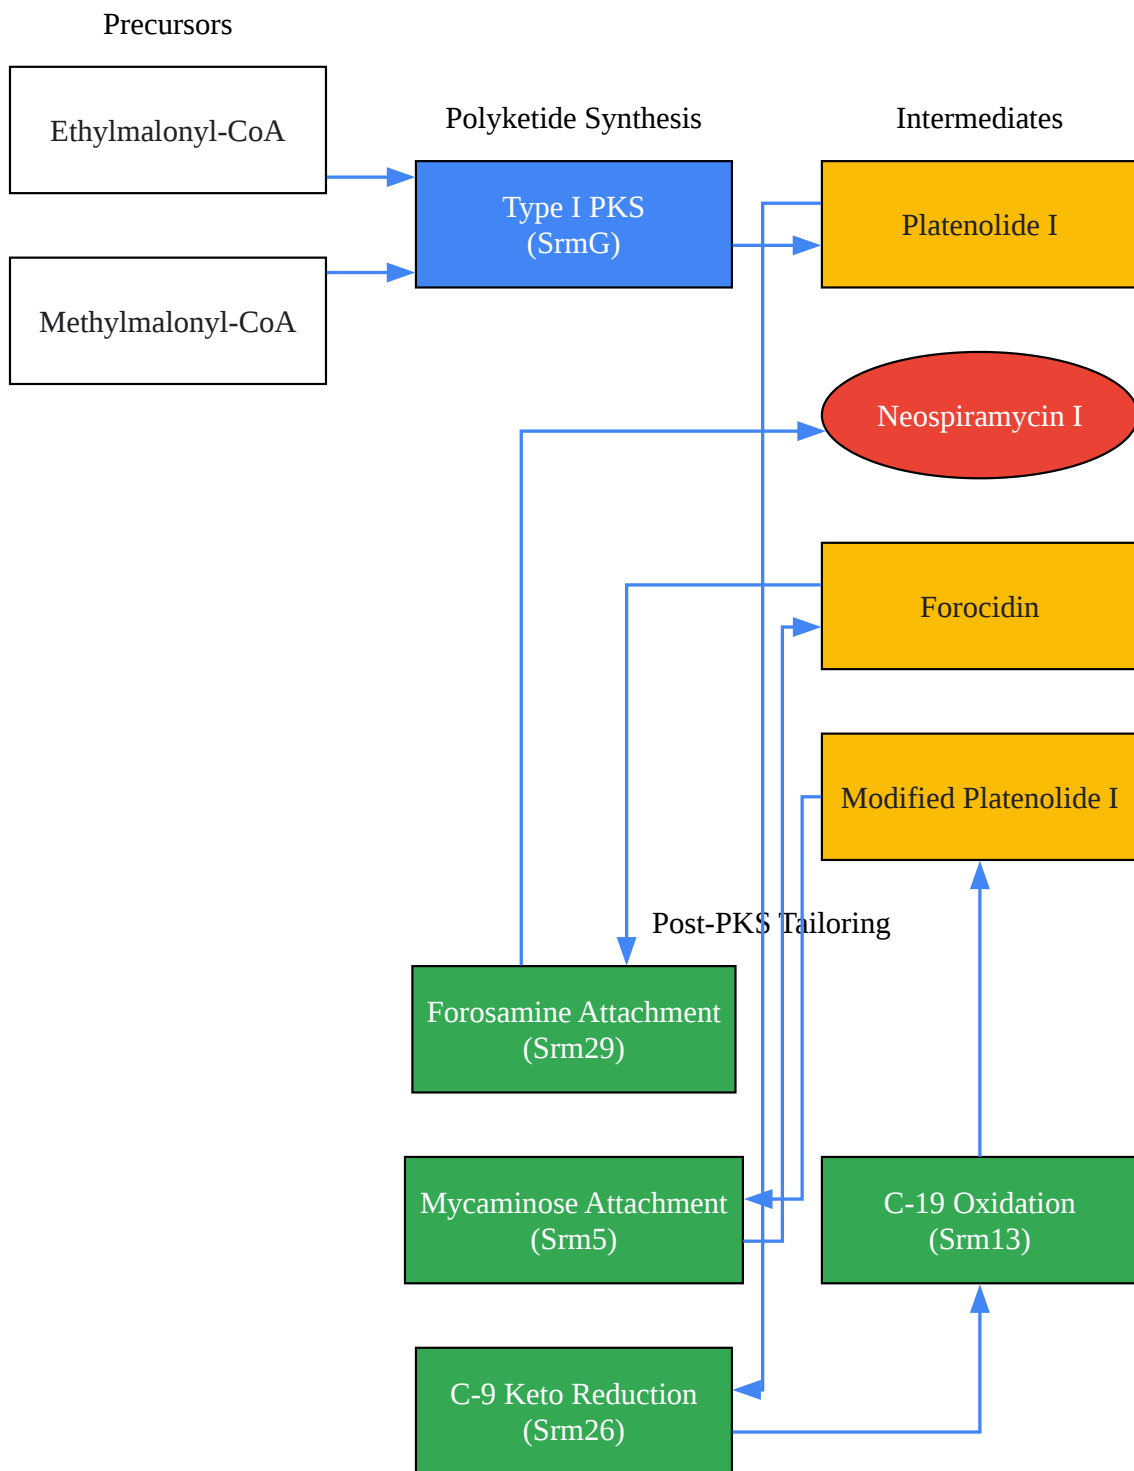 Precursors
Ethylmalonyl-CoA
Methylmalonyl-CoA
Polyketide Synthesis
Type I PKS
(SrmG)
Intermediates
Platenolide I
Neospiramycin I
Forocidin
Modified Platenolide I
Post-PKS Tailoring
Forosamine Attachment
(Srm29)
Mycaminose Attachment
(Srm5)
C-19 Oxidation
(Srm13)
C-9 Keto Reduction
(Srm26)